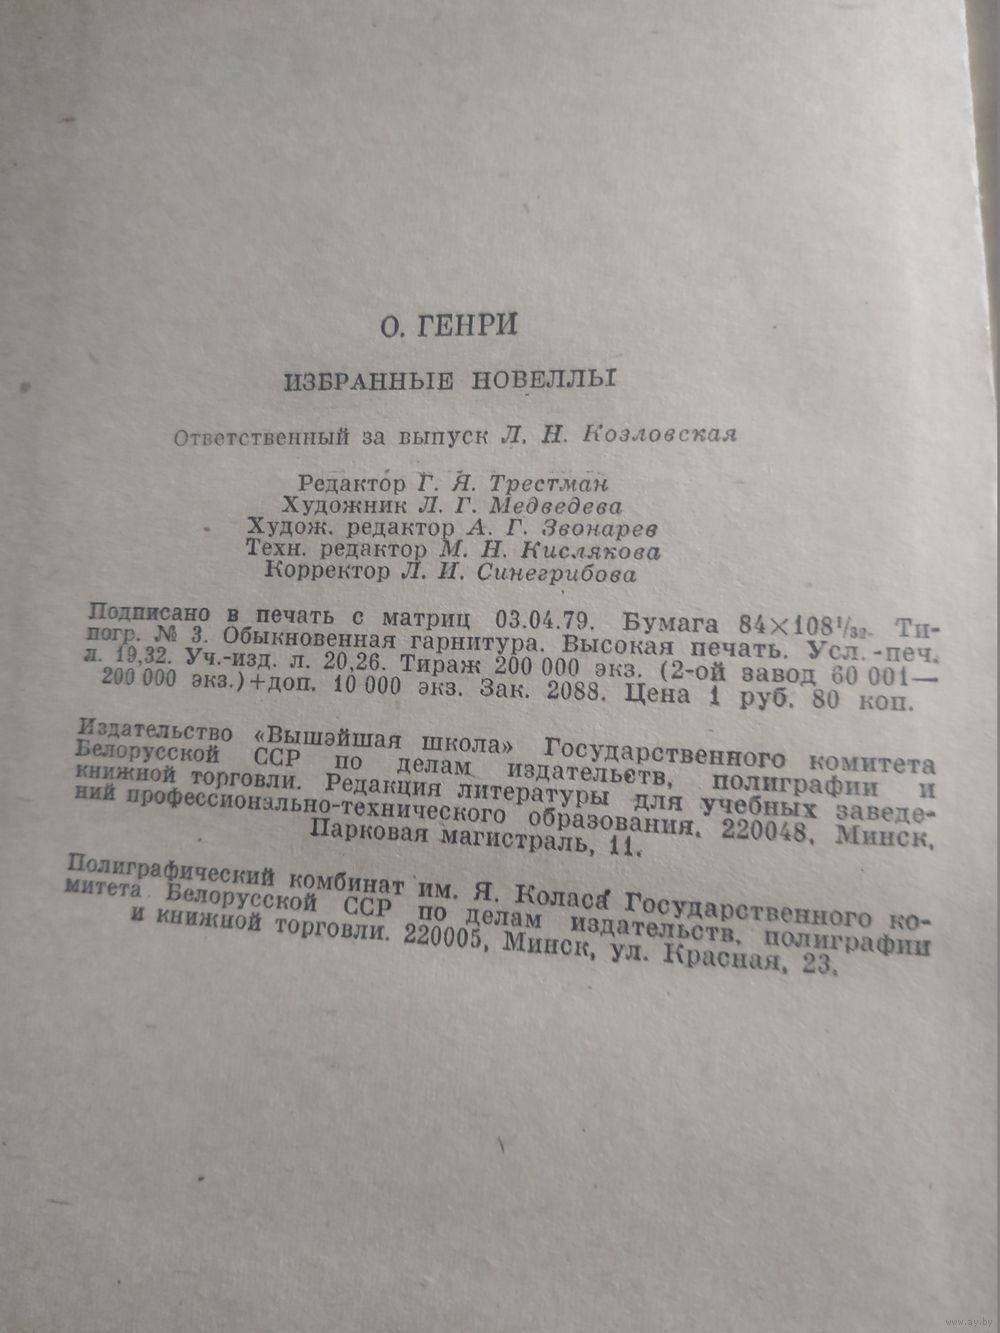 О. ГЕНРИ
ИЗБРАННЫЕ НОВЕЛЛЫ
Ответственный за выпуск Л. Н. Козловская
Редактор Г. Я. Трестман
Художник Л. Г. Медведева
Худож. редактор А. Г. Звонарев
Техн. редактор М. Н. Кислякова
Корректор Л. И. Синегрибова
Подписано в печать с матриц 03.04.79. Бумага 84×108¹/₃₂. Ти-
погр. № 3. Обыкновенная гарнитура. Высокая печать. Усл.-печ.
л. 19,32. Уч.-изд. л. 20,26. Тираж 200 000 экз. (2-ой завод 60 001—
200 000 экз.)+доп. 10 000 экз. Зак. 2088. Цена 1 руб. 80 коп.
Издательство «Вышэйшая школа» Государственного комитета
Белорусской ССР по делам издательств, полиграфии и
книжной торговли. Редакция литературы для учебных заведе-
ний профессионально-технического образования. 220048, Минск,
Парковая магистраль, 11.
Полиграфический комбинат им. Я. Коласа Государственного ко-
митета Белорусской ССР по делам издательств, полиграфии
и книжной торговли. 220005, Минск, ул. Красная, 23.
www.ay.by